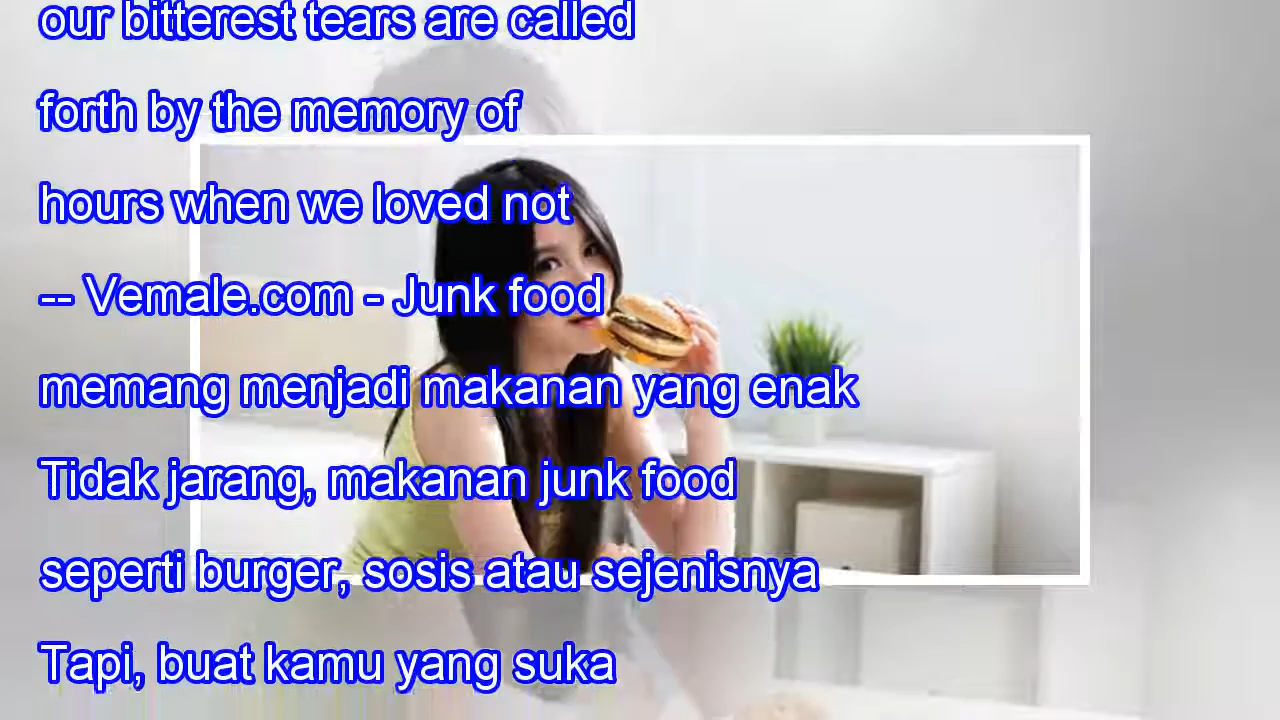 our bitterest tears are called
forth by the memory of
hours when we loved not
-- Vemale.com - Junk food
memang menjadi makanan yang enak
Tidak jarang, makanan junk food
seperti burger, sosis atau sejenisnya
Tapi, buat kamu yang suka